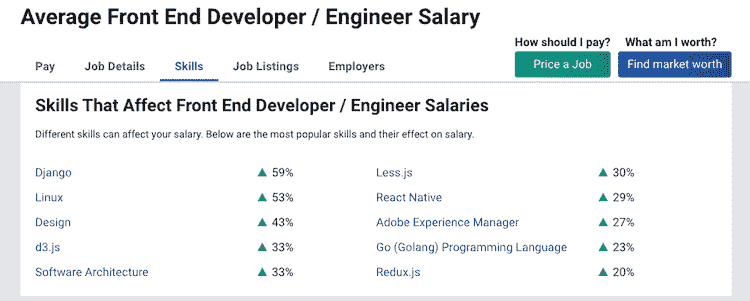 Average Front End Developer / Engineer Salary
How should I pay? What am I worth?
Pay Job Details Skills Job Listings Employers Price a Job Find market worth
Skills That Affect Front End Developer / Engineer Salaries
Different skills can affect your salary. Below are the most popular skills and their effect on salary.
Django ▲ 59% Less.js ▲ 30%
Linux ▲ 53% React Native ▲ 29%
Design ▲ 43% Adobe Experience Manager ▲ 27%
d3.js ▲ 33% Go (Golang) Programming Language ▲ 23%
Software Architecture ▲ 33% Redux.js ▲ 20%